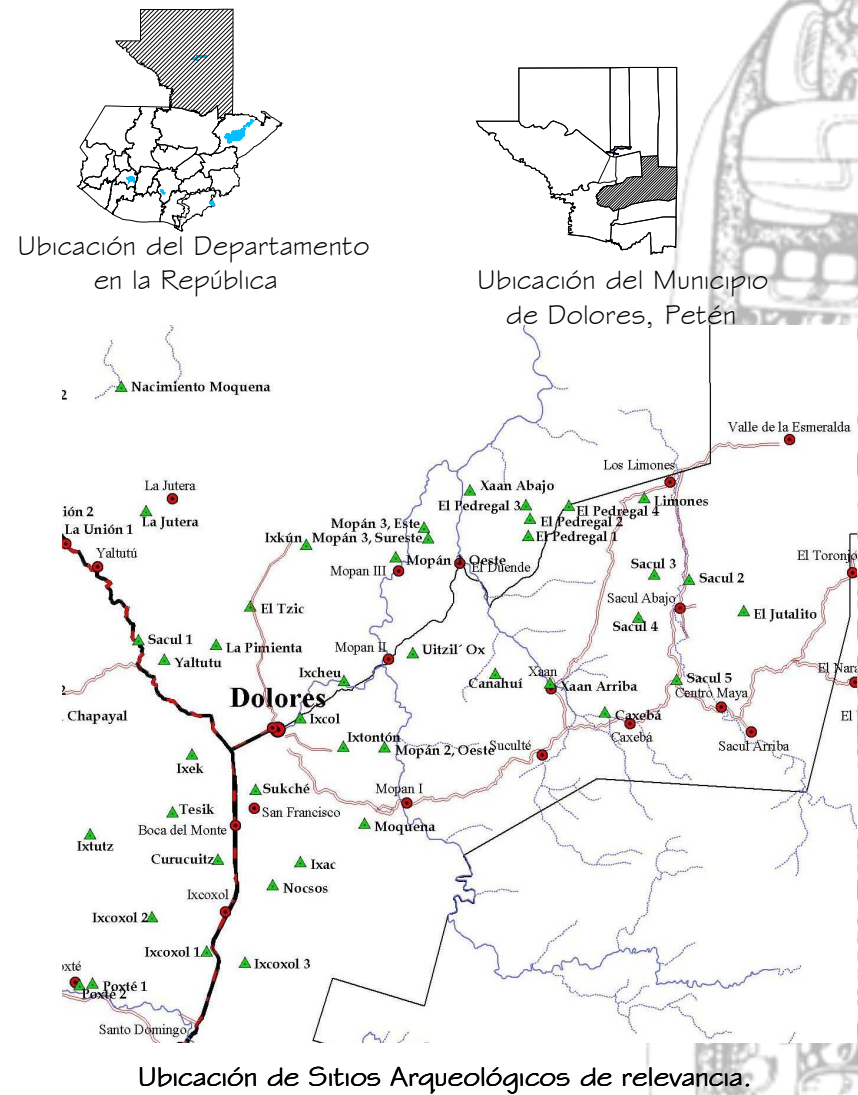 Ubicación del Departamento
en la República
Ubicación del Municipio
de Dolores, Petén
2
Nacimiento Moquena
Valle de la Esmeralda
Los Limones
La Jutera
La Jutera
Xaan Abajo
El Pedregal 3
El Pedregal 4
Limones
El Pedregal 2
El Pedregal 1
ión 2
La Unión 1
Yaltutú
Ixkún
Mopán 3, Este
Mopán 3, Sureste
Mopán 3, Oeste
Mopan III
El Duende
El Toronjo
Sacul 3
Sacul 2
Sacul Abajo
Sacul 4
El Jutalito
El Tzic
Sacul 1
Yaltutu
La Pimienta
Mopan II
Uitzil´ Ox
Ixcheu
Canahuí
Xaan
Xaan Arriba
Sacul 5
El Nara
2
Chapayal
Dolores
Ixcol
Caxebá
Caxebá
Centro Maya
El
Sacul Arriba
Ixtontón
Mopán 2, Oeste
Suculté
Ixek
Sukché
San Francisco
Mopan I
Tesik
Boca del Monte
Moquena
Ixtutz
Curucuitz
Ixac
Nocsos
Ixcoxol
Ixcoxol 2
Ixcoxol 1
Ixcoxol 3
oxté
Poxté 1
Poxté 2
Santo Domingo
Ubicación de Sitios Arqueológicos de relevancia.